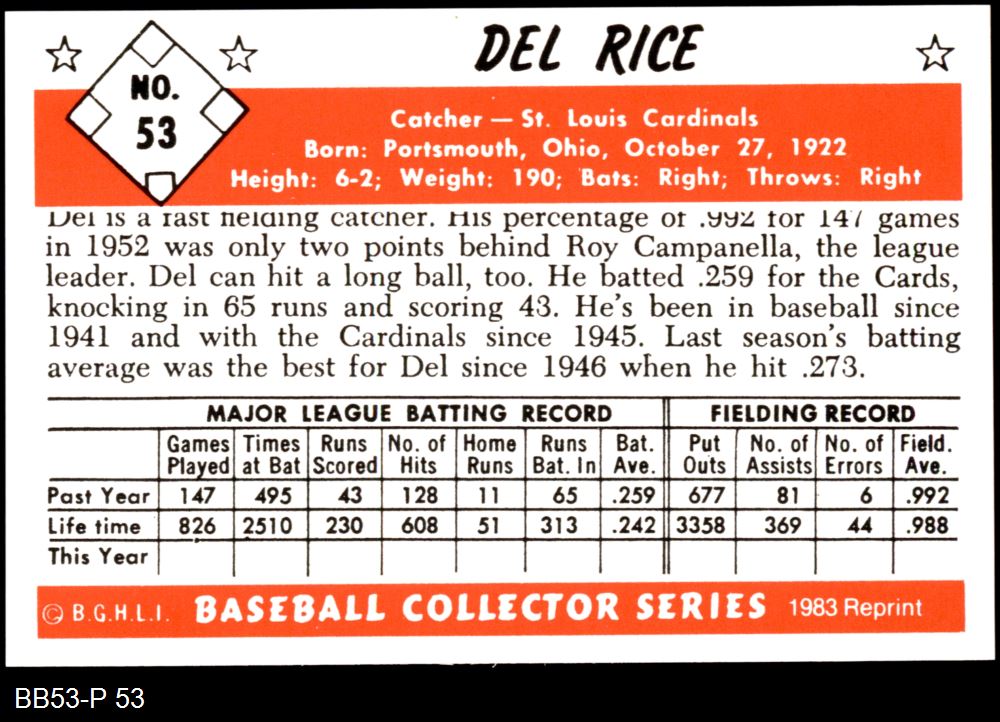 DEL RICE
NO.
53
Catcher — St. Louis Cardinals
Born: Portsmouth, Ohio, October 27, 1922
Height: 6-2; Weight: 190; Bats: Right; Throws: Right
Del is a fast fielding catcher. His percentage of .992 for 147 games
in 1952 was only two points behind Roy Campanella, the league
leader. Del can hit a long ball, too. He batted .259 for the Cards,
knocking in 65 runs and scoring 43. He's been in baseball since
1941 and with the Cardinals since 1945. Last season's batting
average was the best for Del since 1946 when he hit .273.
MAJOR LEAGUE BATTING RECORD FIELDING RECORD
Games Times Runs No. of Home Runs Bat. Put No. of No. of Field.
Played at Bat Scored Hits Runs Bat. In Ave. Outs Assists Errors Ave.
Past Year 147 495 43 128 11 65 .259 677 81 6 .992
Life time 826 2510 230 608 51 313 .242 3358 369 44 .988
This Year
© B.G.H.L.I. BASEBALL COLLECTOR SERIES 1983 Reprint
BB53-P 53